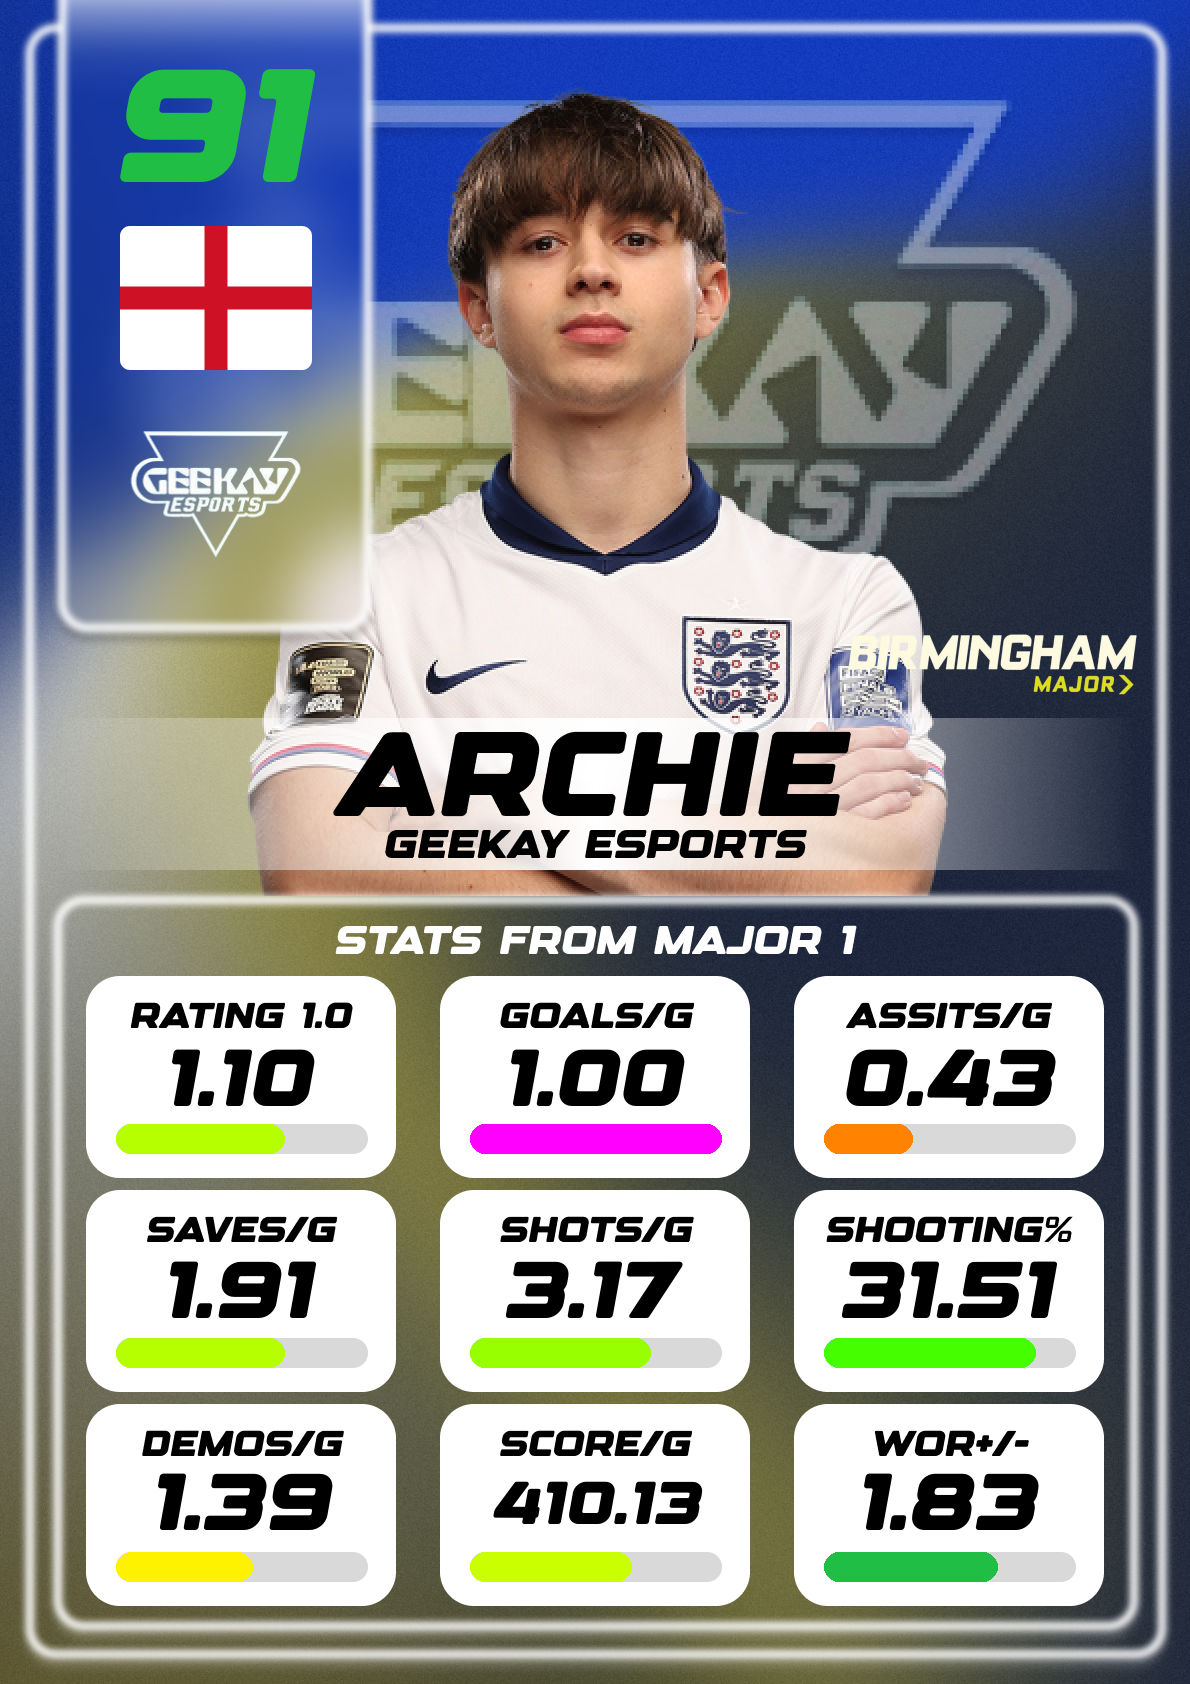 91
GEEKAY
ESPORTS
BIRMINGHAM
MAJOR
ARCHIE
GEEKAY ESPORTS
STATS FROM MAJOR 1
RATING 1.0
1.10
GOALS/G
1.00
ASSITS/G
0.43
SAVES/G
1.91
SHOTS/G
3.17
SHOOTING%
31.51
DEMOS/G
1.39
SCORE/G
410.13
WOR+/-
1.83